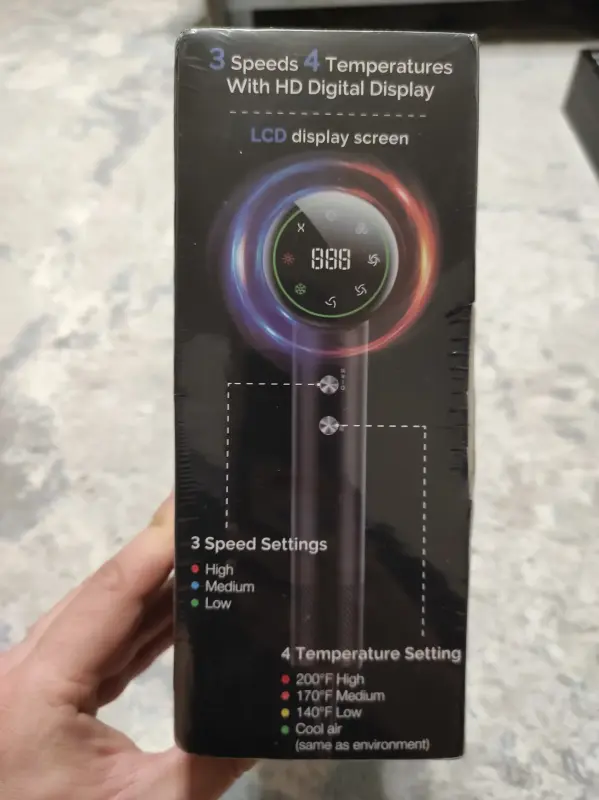 3 Speeds 4 Temperatures
With HD Digital Display
LCD display screen
888
3 Speed Settings
High
Medium
Low
4 Temperature Setting
200°F High
170°F Medium
140°F Low
Cool air
(same as environment)